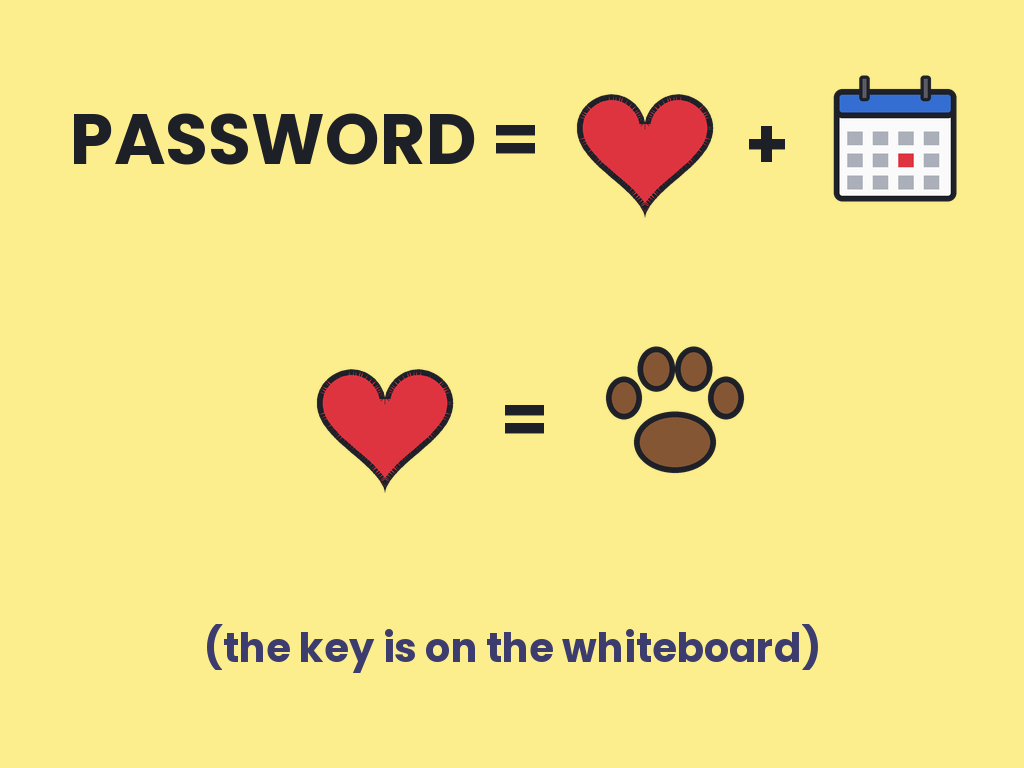 PASSWORD = +
=
(the key is on the whiteboard)